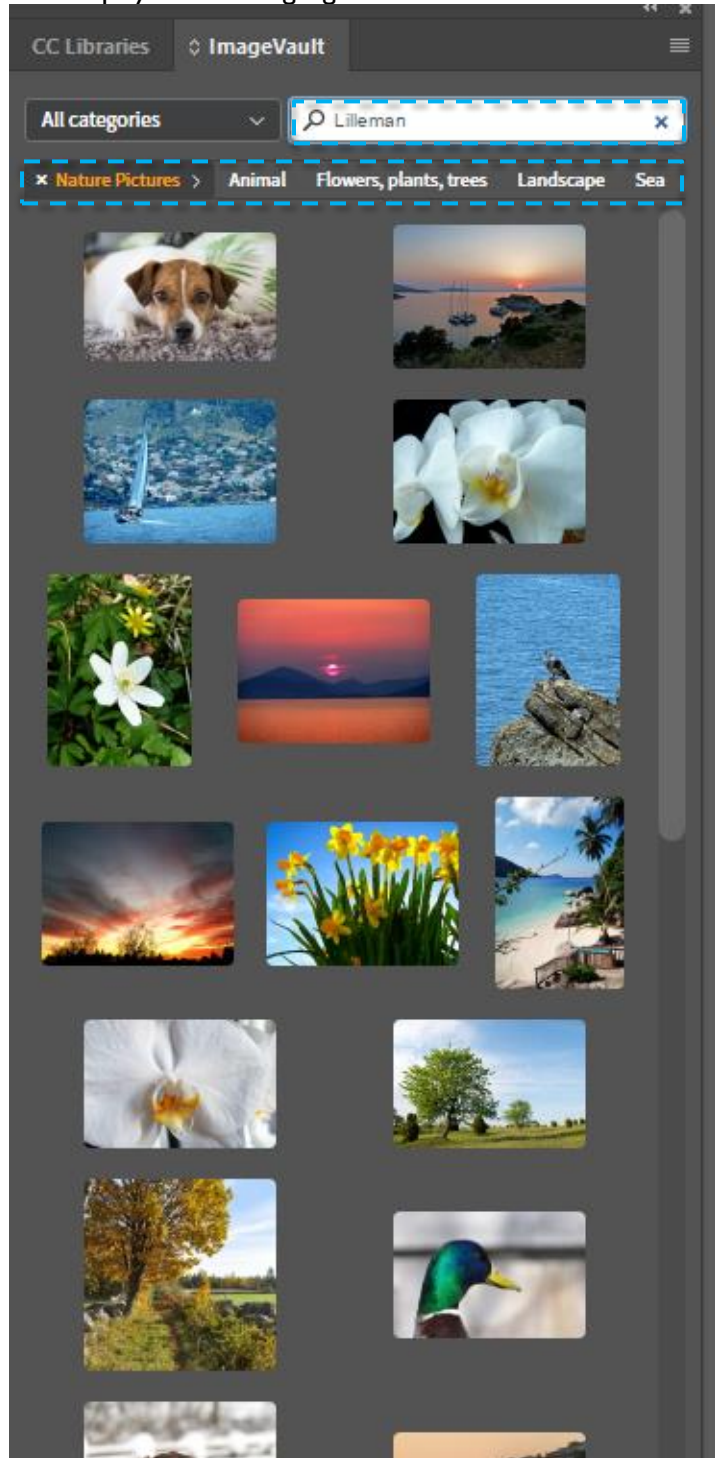 CC Libraries ImageVault
All categories Lilleman
× Nature Pictures > Animal Flowers, plants, trees Landscape Sea